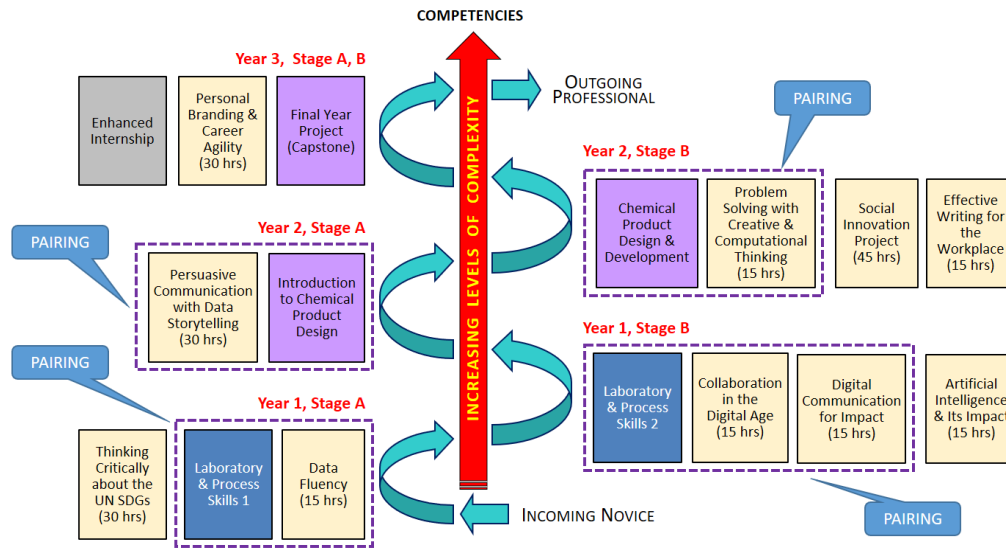 COMPETENCIES
Year 3, Stage A, B
Enhanced
Internship
Personal
Branding &
Career
Agility
(30 hrs)
Final Year
Project
(Capstone)
OUTGOING
PROFESSIONAL
PAIRING
Year 2, Stage B
Chemical
Product
Design &
Development
Problem
Solving with
Creative &
Computational
Thinking
(15 hrs)
Social
Innovation
Project
(45 hrs)
Effective
Writing for
the
Workplace
(15 hrs)
INCREASING LEVELS OF COMPLEXITY
Year 2, Stage A
PAIRING
Persuasive
Communication
with Data
Storytelling
(30 hrs)
Introduction
to Chemical
Product
Design
Year 1, Stage B
Laboratory
& Process
Skills 2
Collaboration
in the
Digital Age
(15 hrs)
Digital
Communication
for Impact
(15 hrs)
Artificial
Intelligence
& Its Impact
(15 hrs)
PAIRING
PAIRING
Year 1, Stage A
Thinking
Critically
about the
UN SDGs
(30 hrs)
Laboratory
& Process
Skills 1
Data
Fluency
(15 hrs)
INCOMING NOVICE